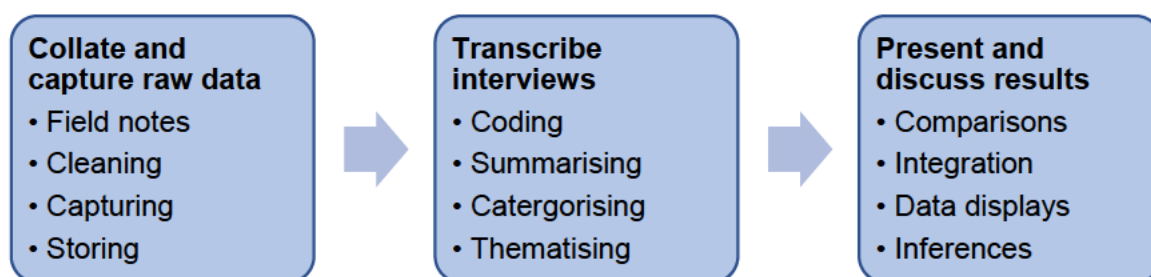 Collate and
capture raw data
• Field notes
• Cleaning
• Capturing
• Storing
Transcribe
interviews
• Coding
• Summarising
• Catergorising
• Thematising
Present and
discuss results
• Comparisons
• Integration
• Data displays
• Inferences